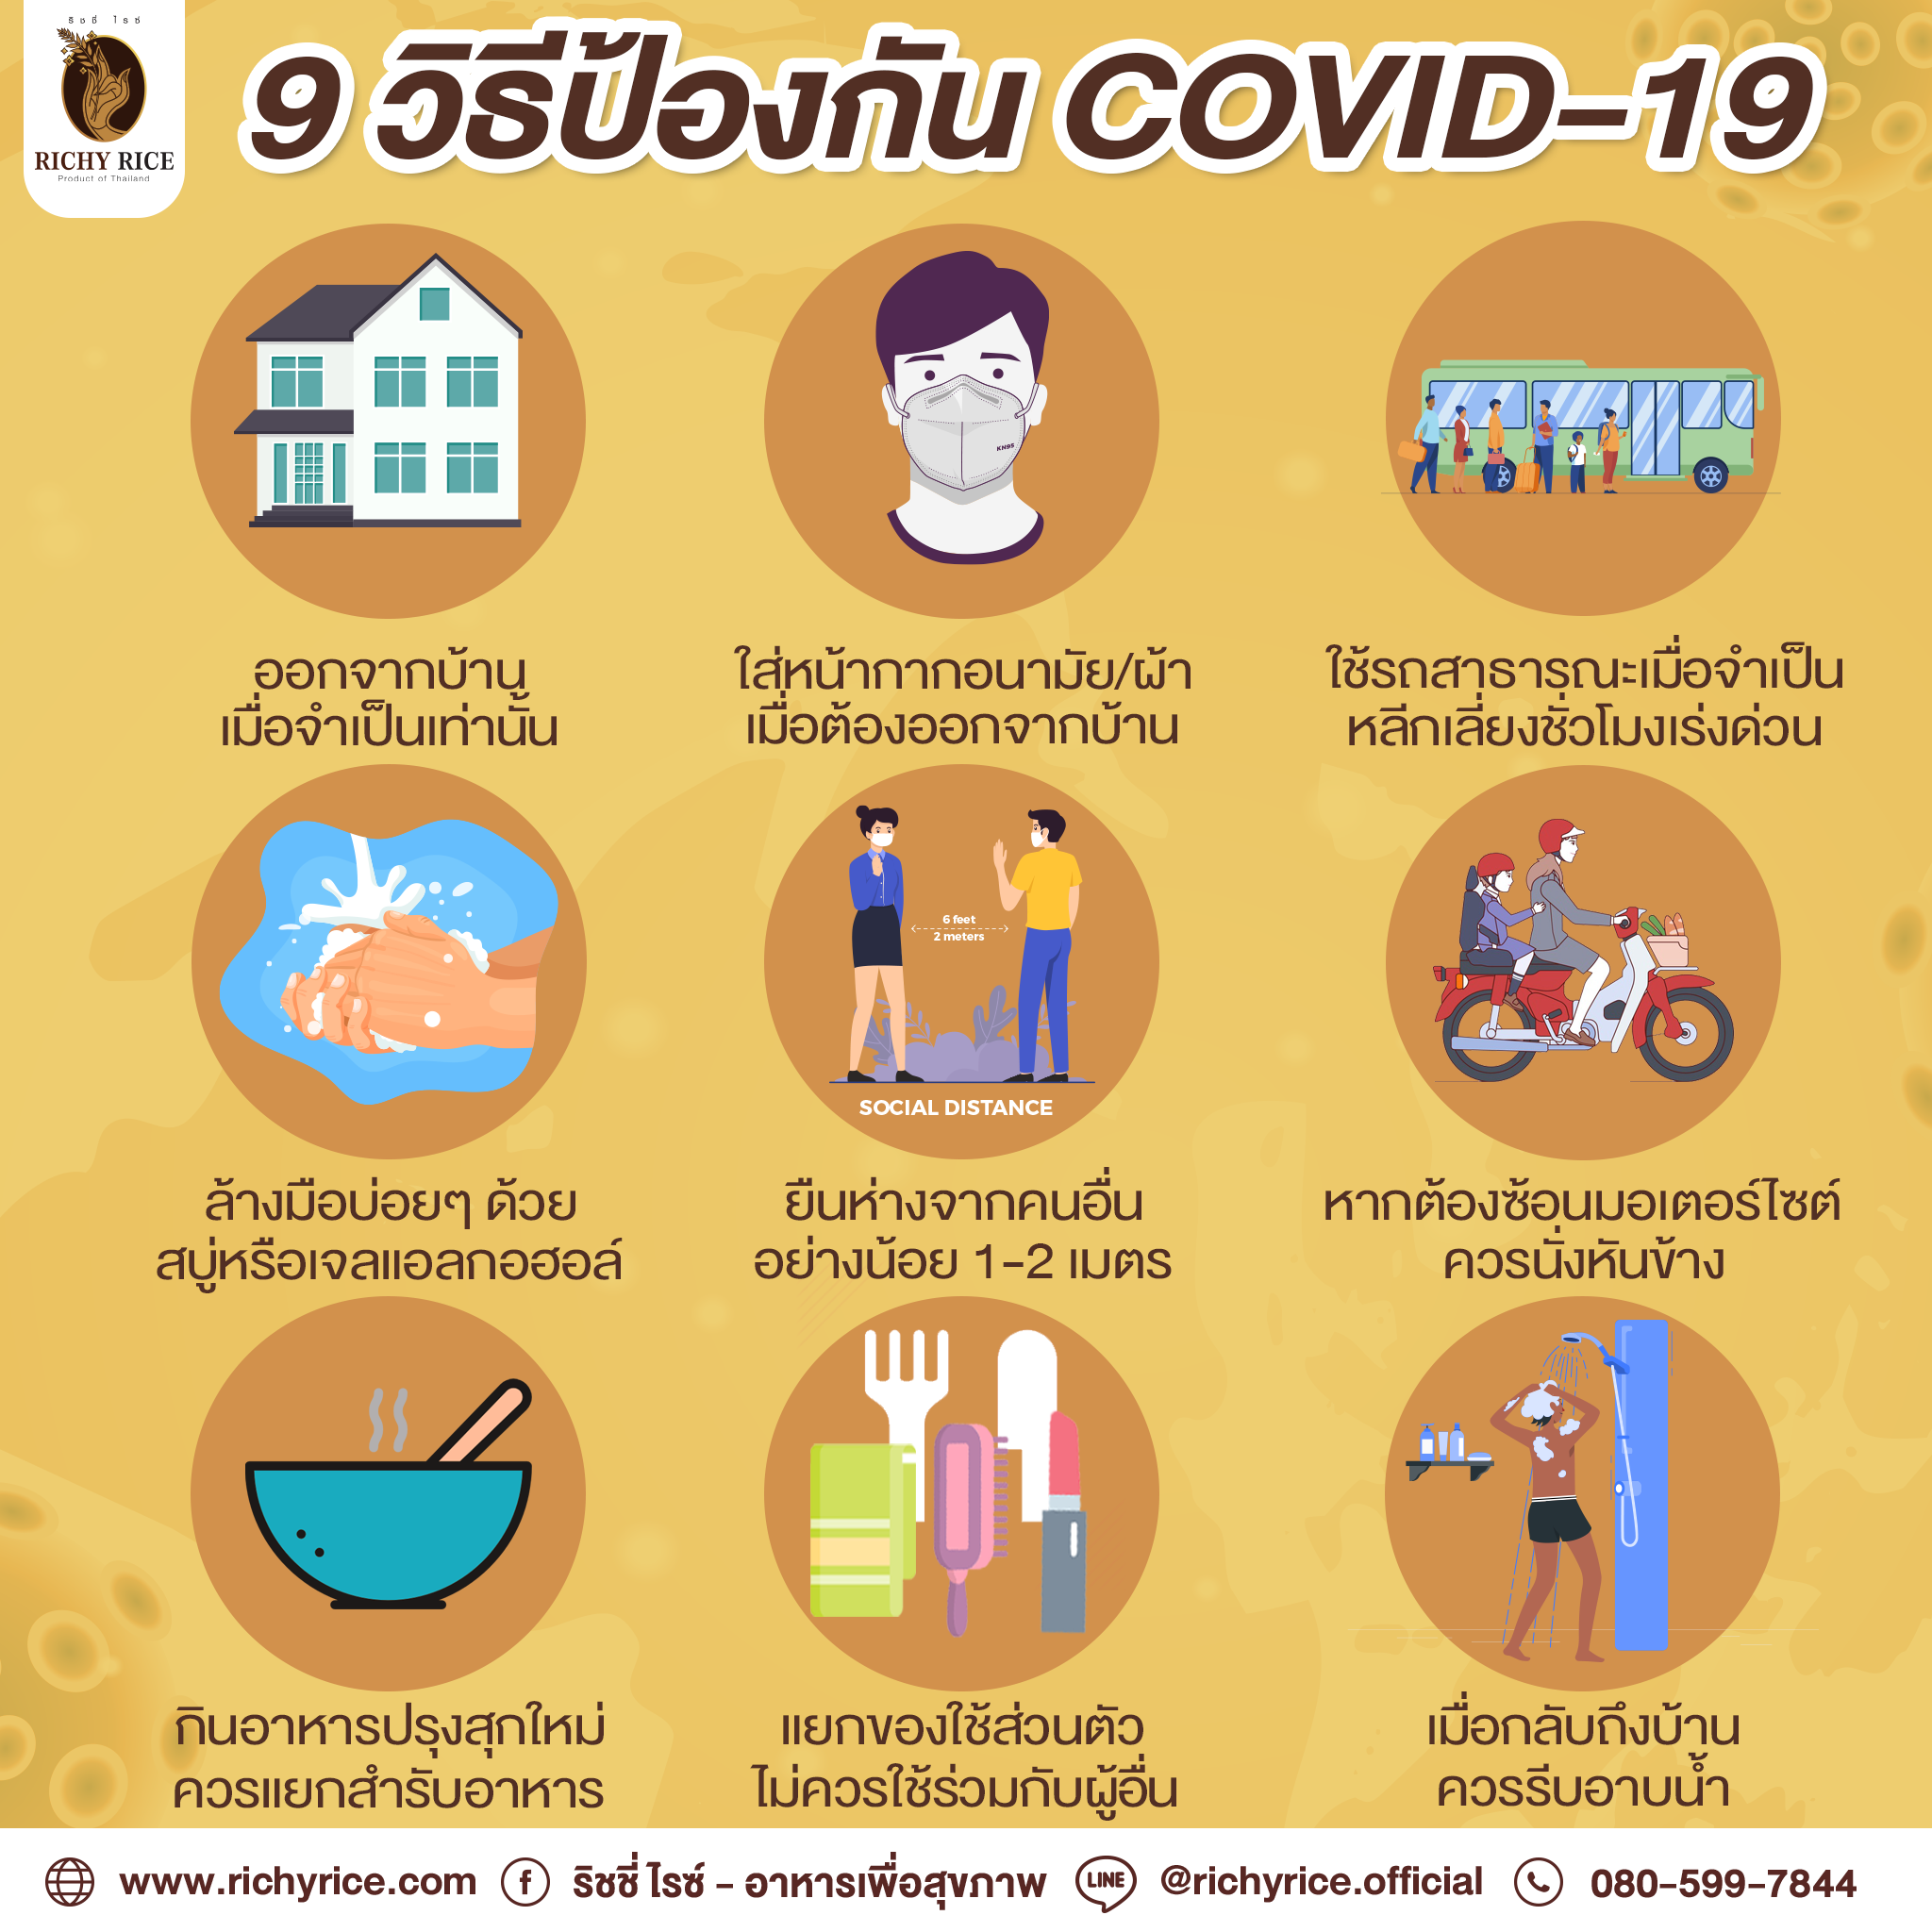 ริชชี่ ไรซ์
RICHY RICE
Product of Thailand
9 วิธีป้องกัน COVID-19
KN95
ออกจากบ้าน
เมื่อจำเป็นเท่านั้น
ใส่หน้ากากอนามัย/ผ้า
เมื่อต้องออกจากบ้าน
ใช้รถสาธารณะเมื่อจำเป็น
หลีกเลี่ยงชั่วโมงเร่งด่วน
6 feet
2 meters
SOCIAL DISTANCE
ล้างมือบ่อยๆ ด้วย
สบู่หรือเจลแอลกอฮอล์
ยืนห่างจากคนอื่น
อย่างน้อย 1-2 เมตร
หากต้องซ้อนมอเตอร์ไซต์
ควรนั่งหันข้าง
กินอาหารปรุงสุกใหม่
ควรแยกสำรับอาหาร
แยกของใช้ส่วนตัว
ไม่ควรใช้ร่วมกับผู้อื่น
เมื่อกลับถึงบ้าน
ควรรีบอาบน้ำ
www.richyrice.com f ริชชี่ ไรซ์ - อาหารเพื่อสุขภาพ LINE @richyrice.official 080-599-7844